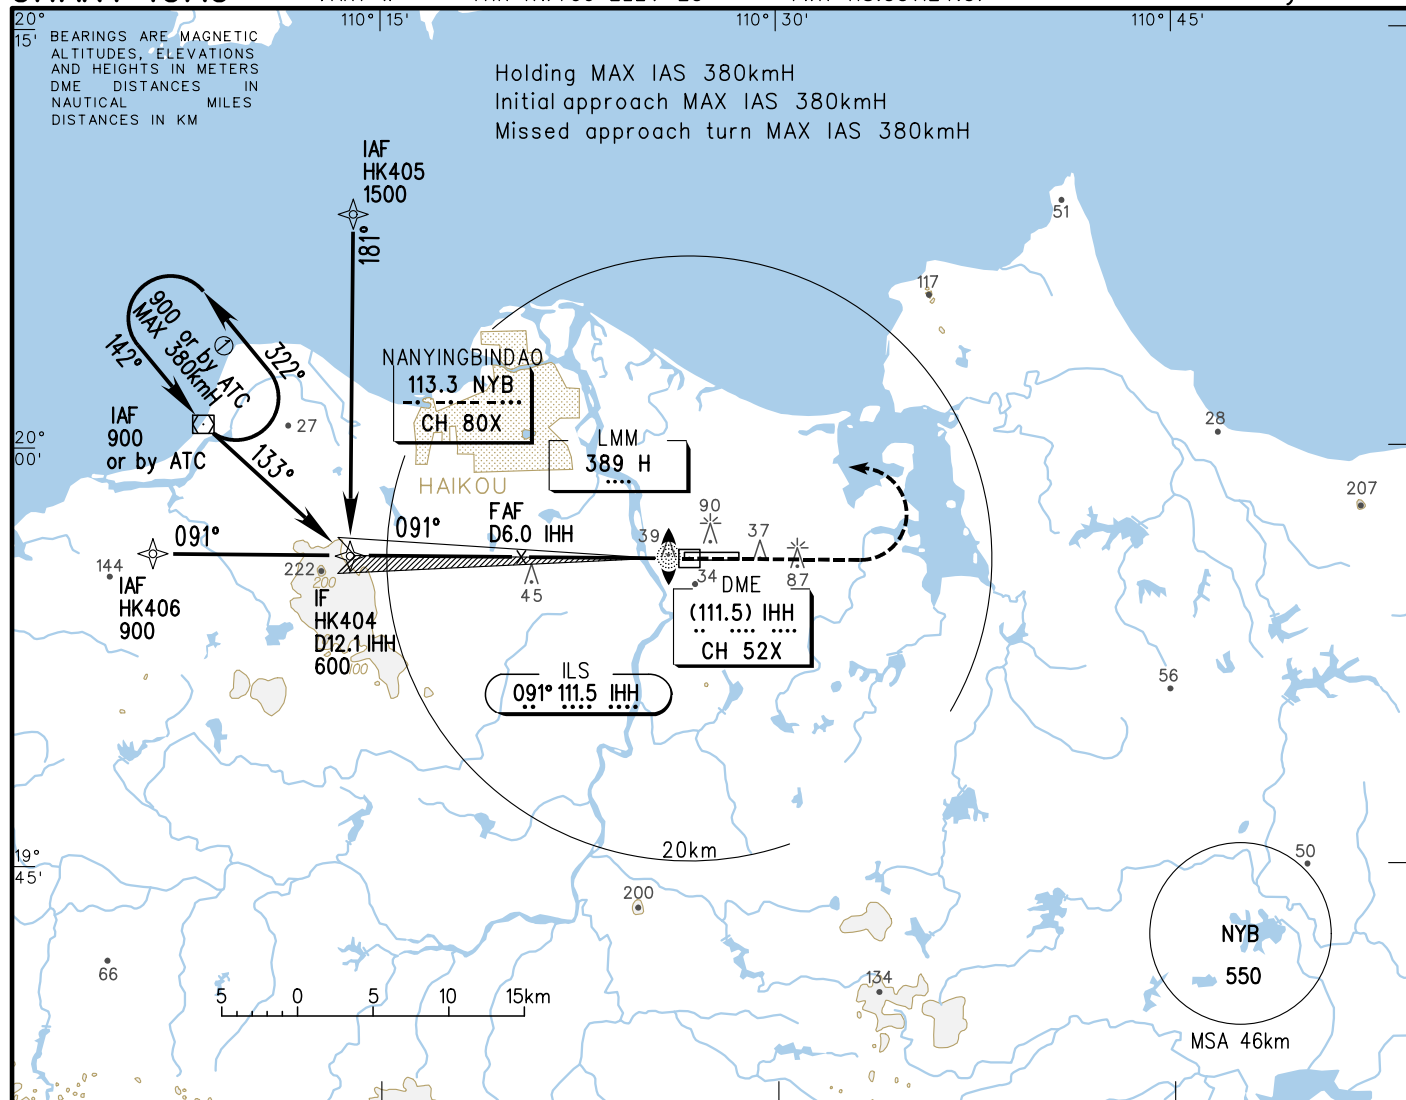 20°
15'
110° 15'
110° 30'
110° 45'
BEARINGS ARE MAGNETIC
ALTITUDES, ELEVATIONS
AND HEIGHTS IN METERS
DME DISTANCES IN
NAUTICAL MILES
DISTANCES IN KM
Holding MAX IAS 380kmH
Initial approach MAX IAS 380kmH
Missed approach turn MAX IAS 380kmH
IAF
HK405
1500
181°
51
117
900 or by ATC
MAX 380kmH
1
142°
322°
NANYINGBINDAO
113.3 NYB
CH 80X
IAF
900
or by ATC
27
133°
28
20°
00'
LMM
389 H
HAIKOU
207
FAF
D6.0 IHH
091°
091°
90
39
37
87
34
45
144
222
200
IAF
HK406
900
IF
HK404
D12.1 IHH
600
100
DME
(111.5) IHH
CH 52X
ILS
091° 111.5 IHH
56
20km
19°
45'
50
200
NYB
550
66
134
5 0 5 10 15km
MSA 46km